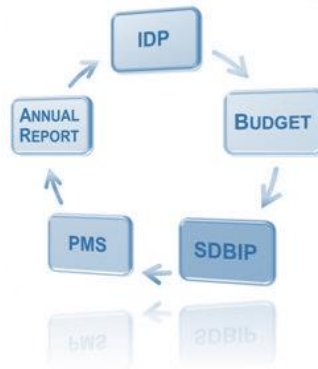 IDP
BUDGET
SDBIP
PMS
ANNUAL
REPORT